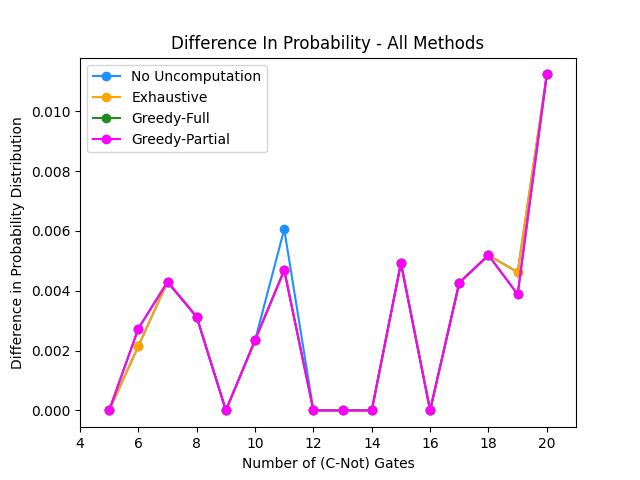 Difference In Probability - All Methods
No Uncomputation
Exhaustive
Greedy-Full
Greedy-Partial
Difference in Probability Distribution
0.010
0.008
0.006
0.004
0.002
0.000
4 6 8 10 12 14 16 18 20
Number of (C-Not) Gates